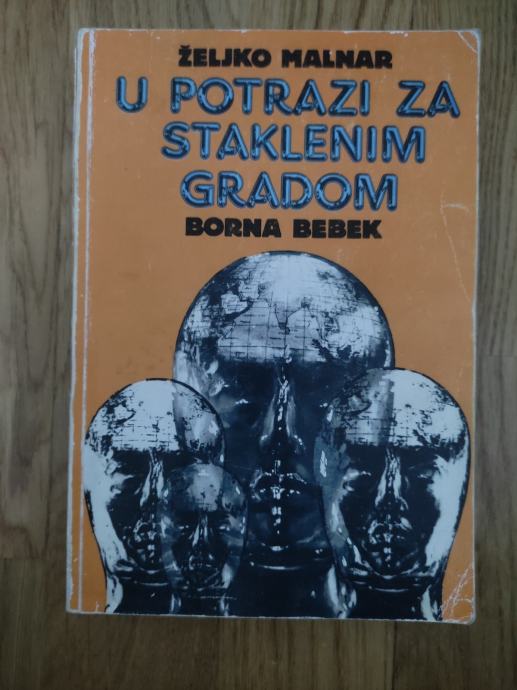 ŽELJKO MALNAR
U POTRAZI ZA
STAKLENIM
GRADOM
BORNA BEBEK